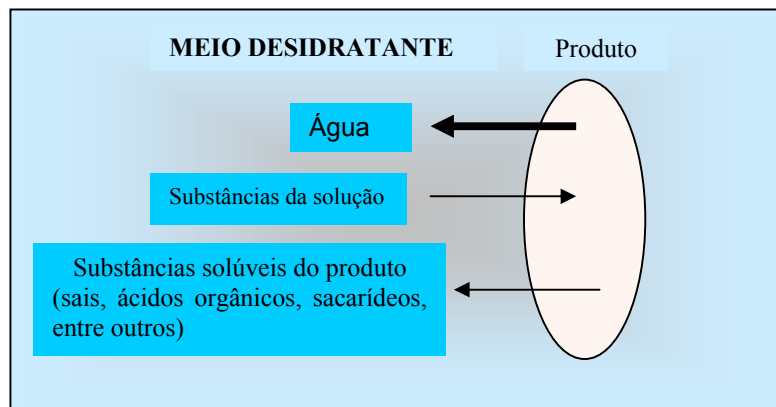 MEIO DESIDRATANTE
Produto
Água
Substâncias da solução
Substâncias solúveis do produto
(sais, ácidos orgânicos, sacarídeos,
entre outros)